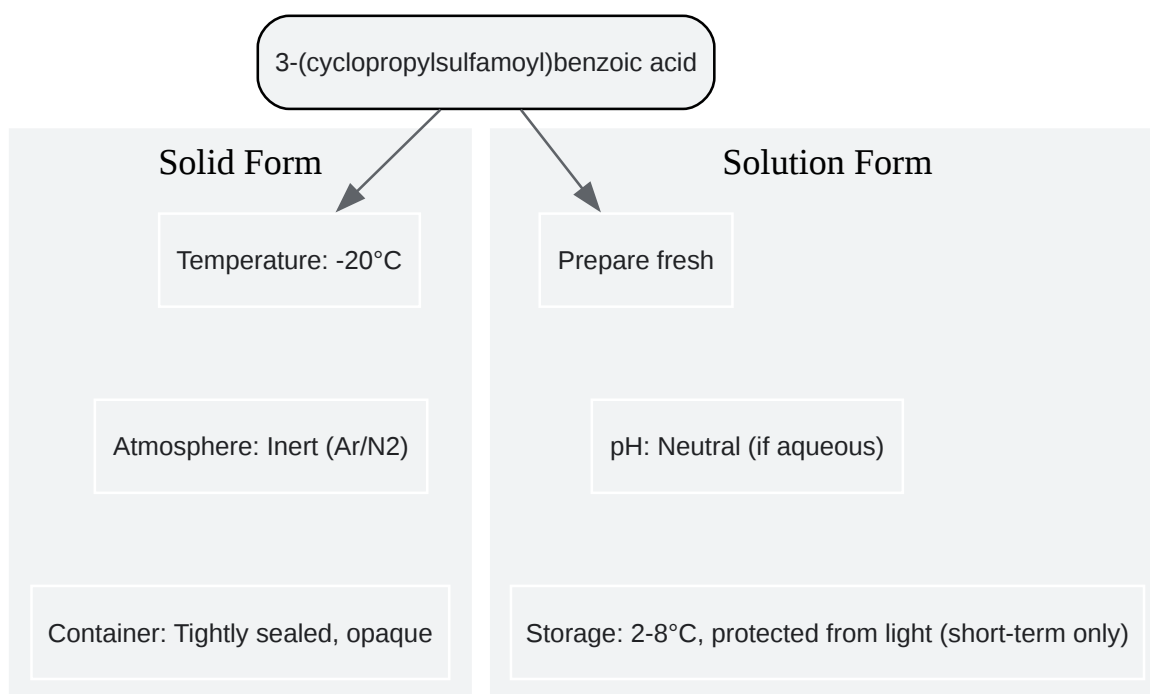 3-(cyclopropylsulfamoyl)benzoic acid
Solid Form
Temperature: -20°C
Atmosphere: Inert (Ar/N2)
Container: Tightly sealed, opaque
Solution Form
Prepare fresh
pH: Neutral (if aqueous)
Storage: 2-8°C, protected from light (short-term only)